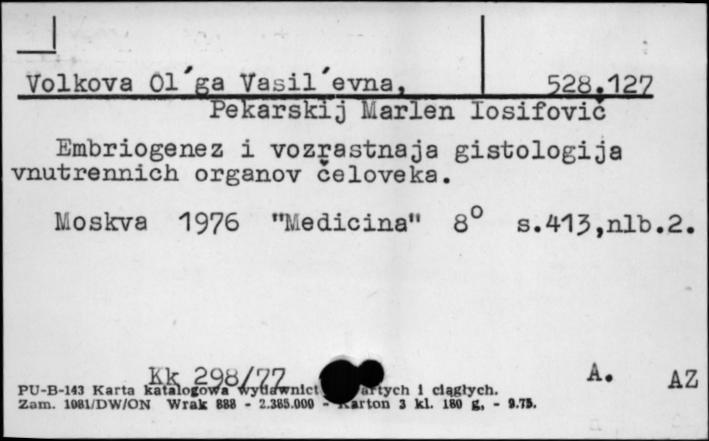 Volkova Ol´ga Vasil´evna, 528.127
Pekarskij Marlen Iosifovič
Embriogenez i vozrastnaja gistologija
vnutrennich organov čeloveka.
Moskva 1976 "Medicina" 8° s.413,nlb.2.
Kk 298/77 A. AZ
PU-B-143 Karta katalogowa wydawnict artych i ciągłych.
Zam. 1081/DW/ON Wrak 888 - 2.385.000 - Karton 3 kl. 180 g, - 9.75.